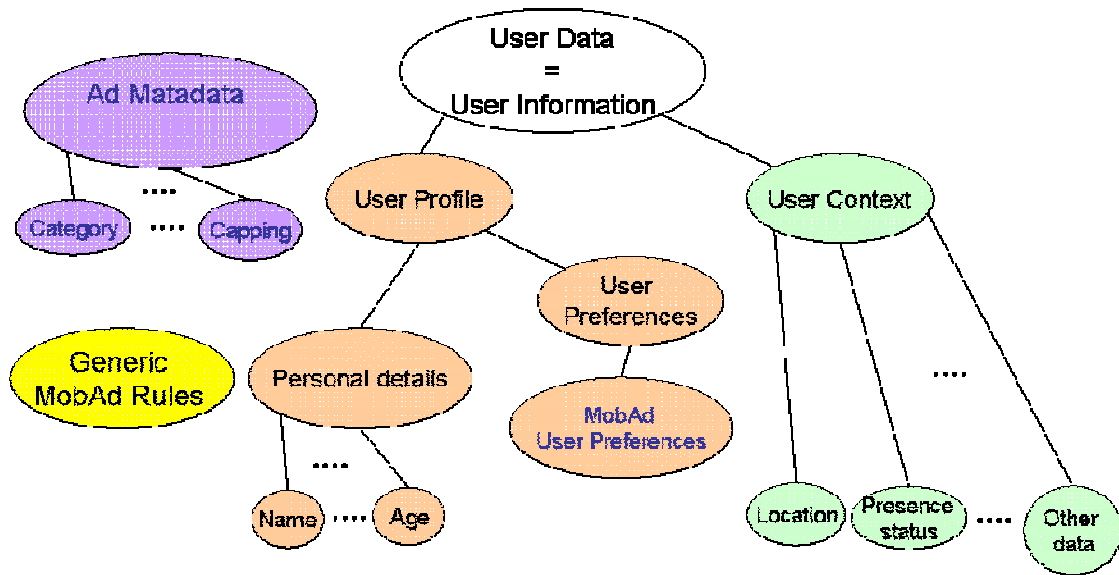 User Data
=
User Information
Ad Matadata
Category
....
....
Capping
User Profile
User Context
User
Preferences
Generic
MobAd Rules
Personal details
MobAd
User Preferences
....
....
Name
....
Age
Location
Presence
status
....
Other
data